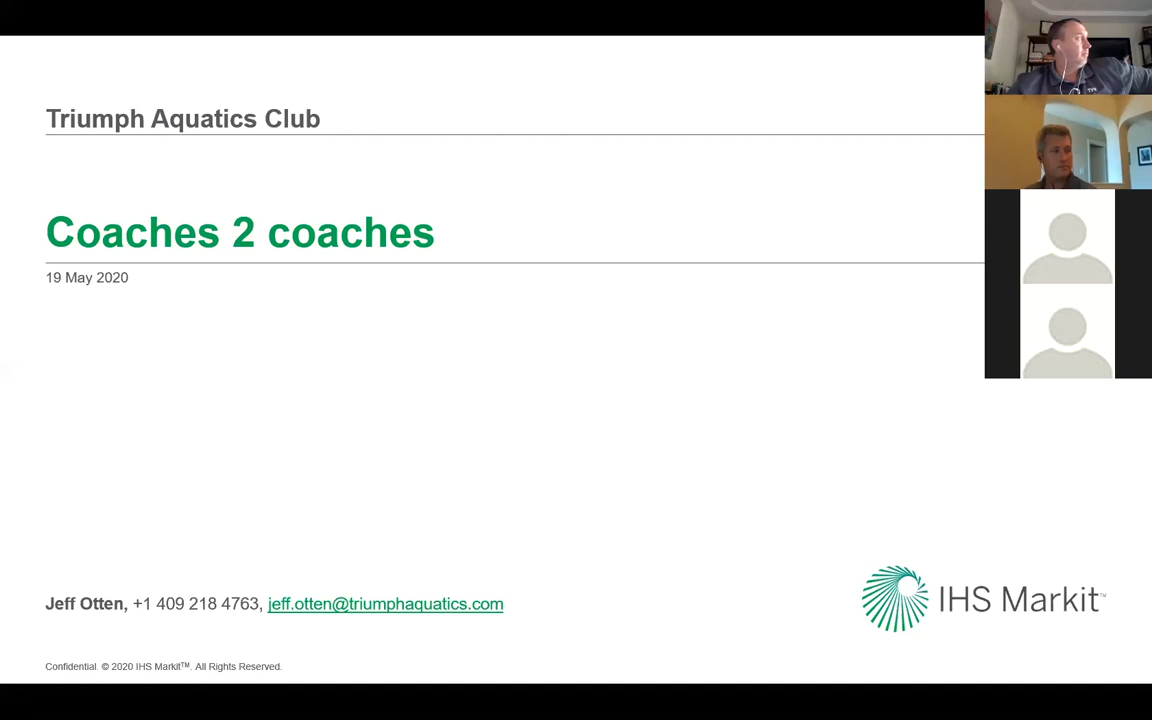 Triumph Aquatics Club
Coaches 2 coaches
19 May 2020
Jeff Otten, +1 409 218 4763, jeff.otten@triumphaquatics.com
IHS Markit™
Confidential. © 2020 IHS Markit™. All Rights Reserved.